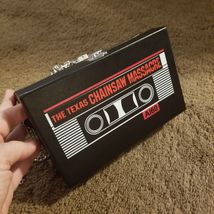 THE TEXAS CHAINSAW MASSACRE